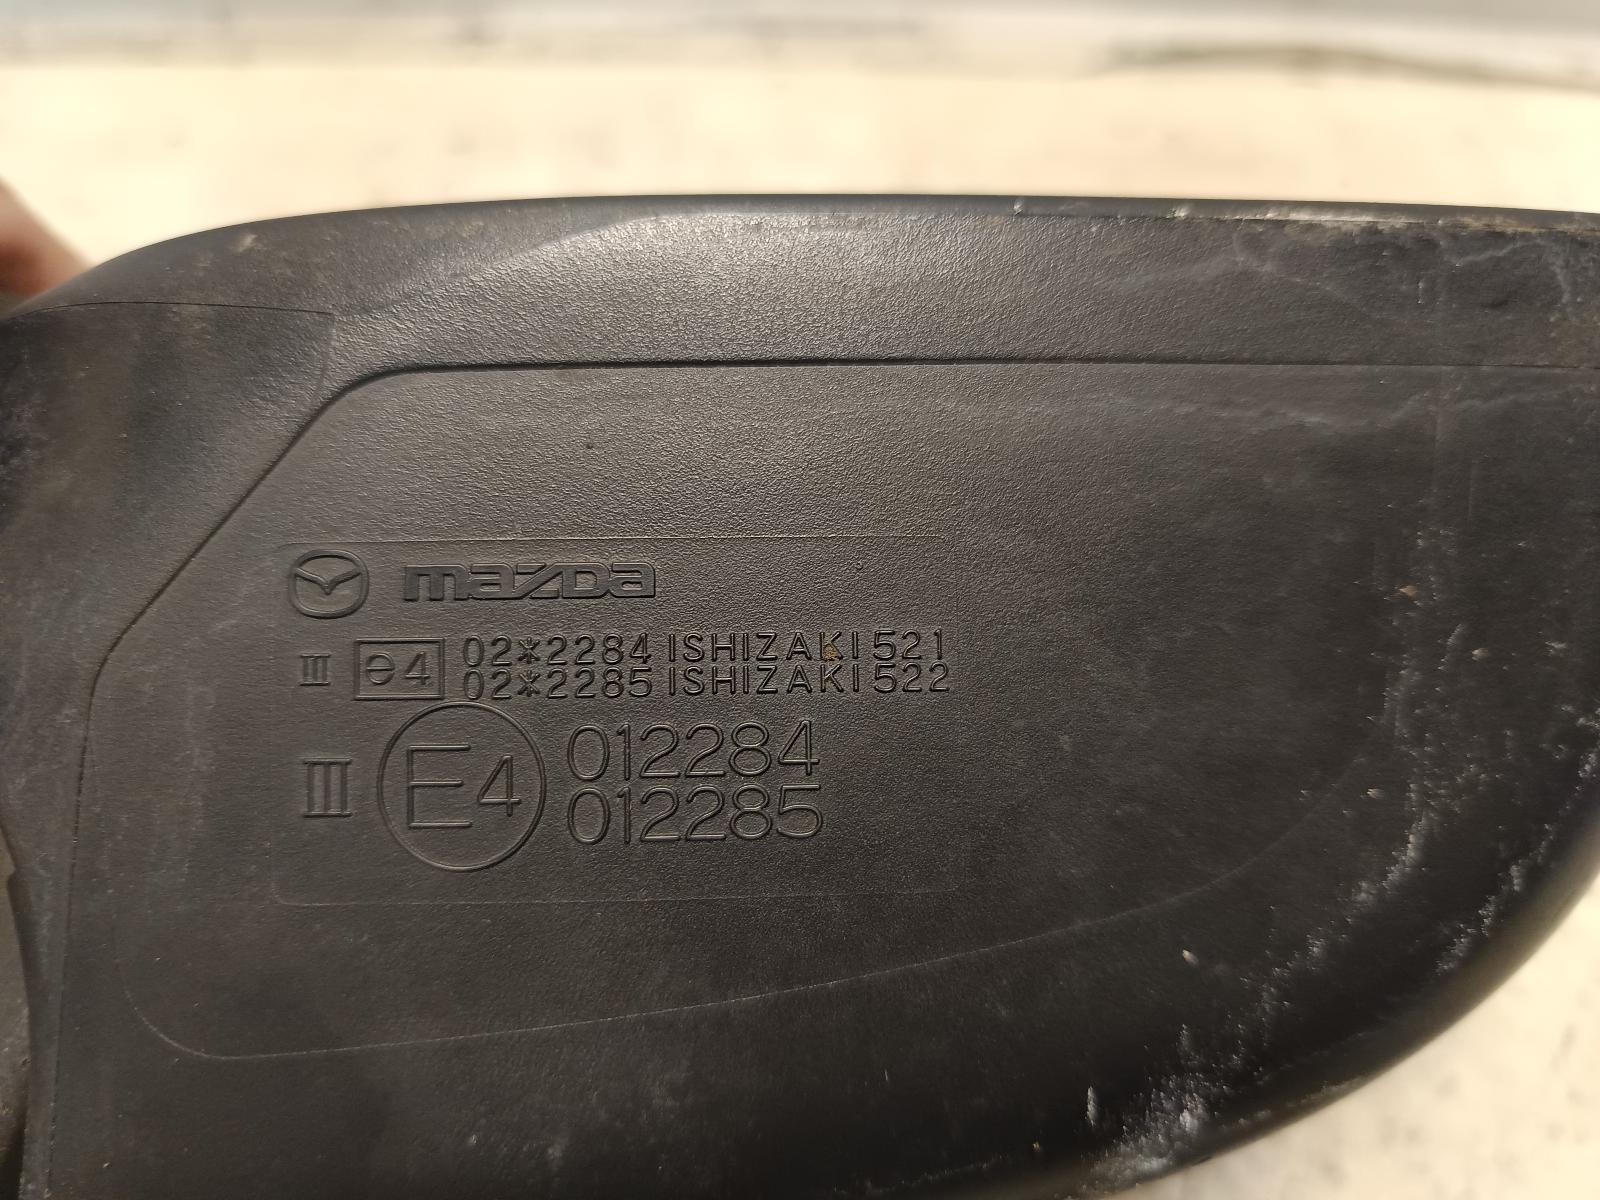 mazda
III e4 02*2284 ISHIZAKI 521
02*2285 ISHIZAKI 522
III E4 012284
012285